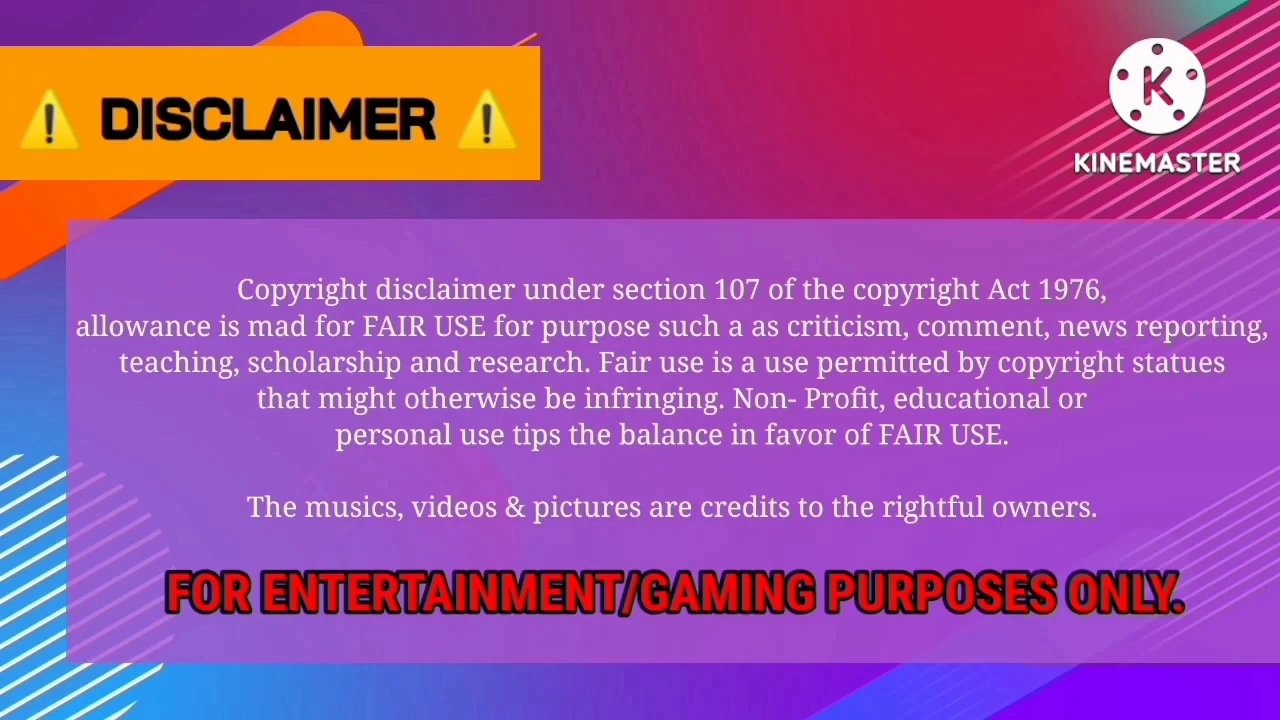 ⚠️ DISCLAIMER ⚠️
K
KINEMASTER
Copyright disclaimer under section 107 of the copyright Act 1976,
allowance is mad for FAIR USE for purpose such a as criticism, comment, news reporting,
teaching, scholarship and research. Fair use is a use permitted by copyright statues
that might otherwise be infringing. Non- Profit, educational or
personal use tips the balance in favor of FAIR USE.
The musics, videos & pictures are credits to the rightful owners.
FOR ENTERTAINMENT/GAMING PURPOSES ONLY.